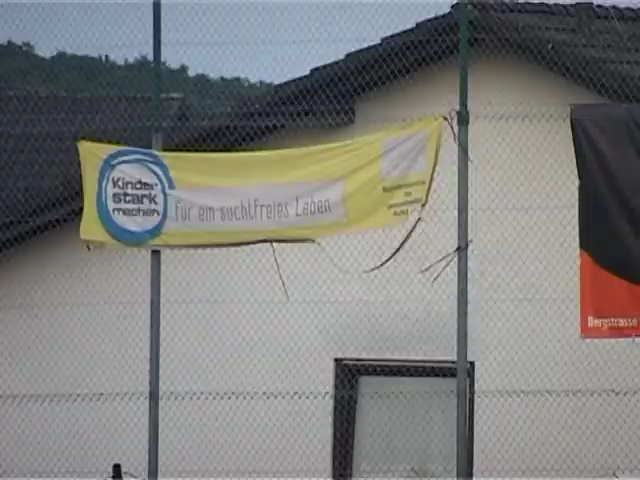 Kinder
stark
machen
für ein suchtfreies Leben
Bergstrasse